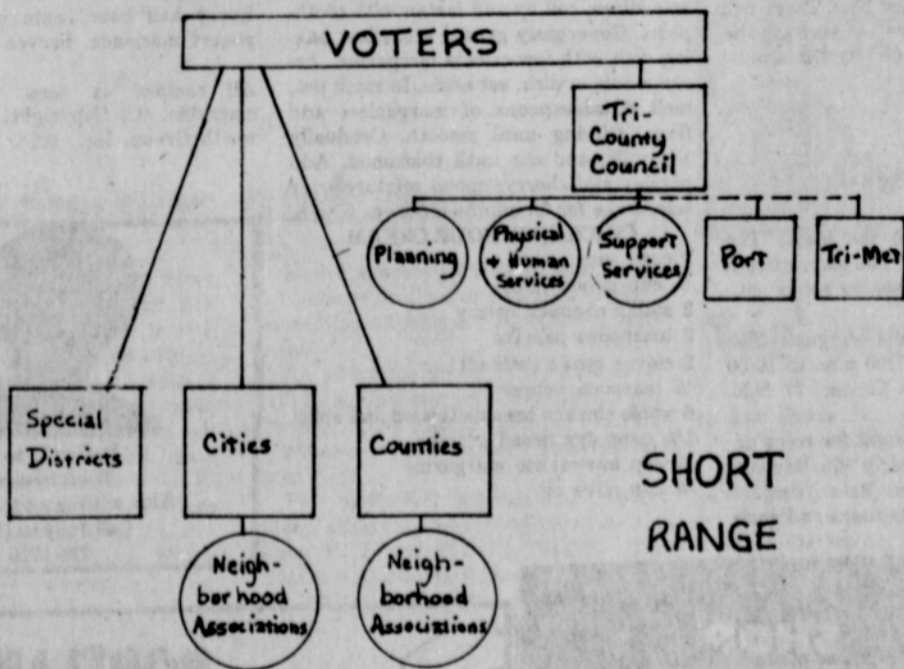 VOTERS
Tri-
County
Council
Planning
Physical
+ Human
Services
Support
Services
Port
Tri-Met
Special
Districts
Cities
Counties
SHORT
RANGE
Neigh-
borhood
Associations
Neigh-
borhood
Associations